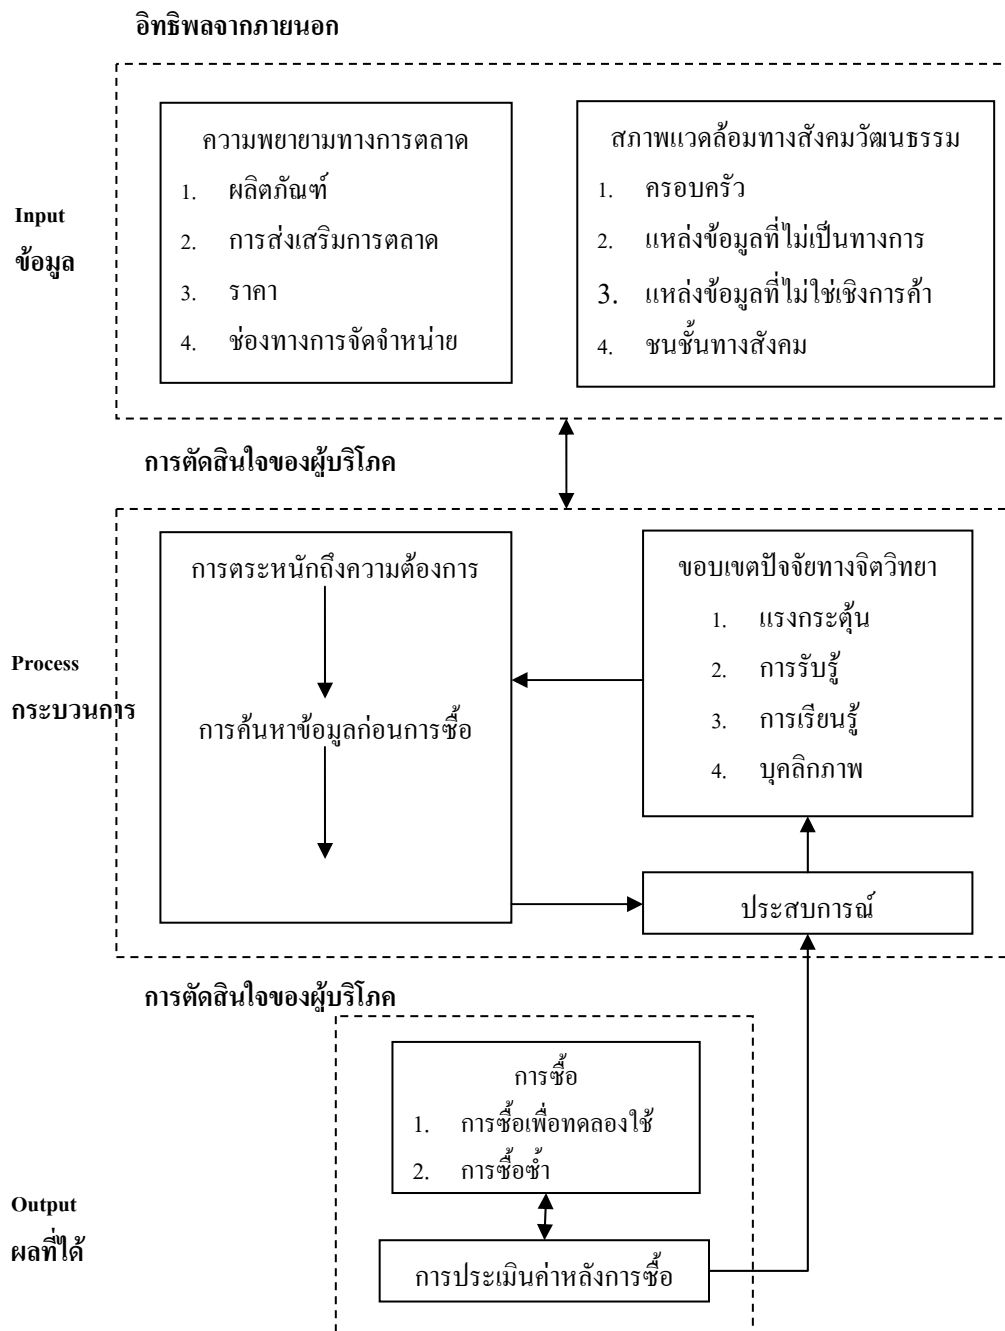 อิทธิพลจากภายนอก
ความพยายามทางการตลาด
1. ผลิตภัณฑ์
2. การส่งเสริมการตลาด
3. ราคา
4. ช่องทางการจัดจำหน่าย
สภาพแวดล้อมทางสังคมวัฒนธรรม
1. ครอบครัว
2. แหล่งข้อมูลที่ไม่เป็นทางการ
3. แหล่งข้อมูลที่ไม่ใช่เชิงการค้า
4. ชนชั้นทางสังคม
Input
ข้อมูล
การตัดสินใจของผู้บริโภค
การตระหนักถึงความต้องการ
การค้นหาข้อมูลก่อนการซื้อ
ขอบเขตปัจจัยทางจิตวิทยา
1. แรงกระตุ้น
2. การรับรู้
3. การเรียนรู้
4. บุคลิกภาพ
Process
กระบวนการ
ประสบการณ์
การตัดสินใจของผู้บริโภค
การซื้อ
1. การซื้อเพื่อทดลองใช้
2. การซื้อซ้ำ
Output
ผลที่ได้
การประเมินค่าหลังการซื้อ